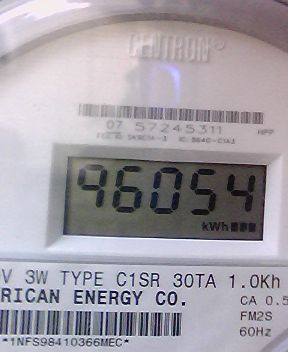 CENTRON
07 57245311 HPP
96054
kWh
V 3W TYPE C1SR 30TA 1.0Kh
RICAN ENERGY CO.
CA 0.5
FM2S
60Hz
*1NFS98410366MEC*